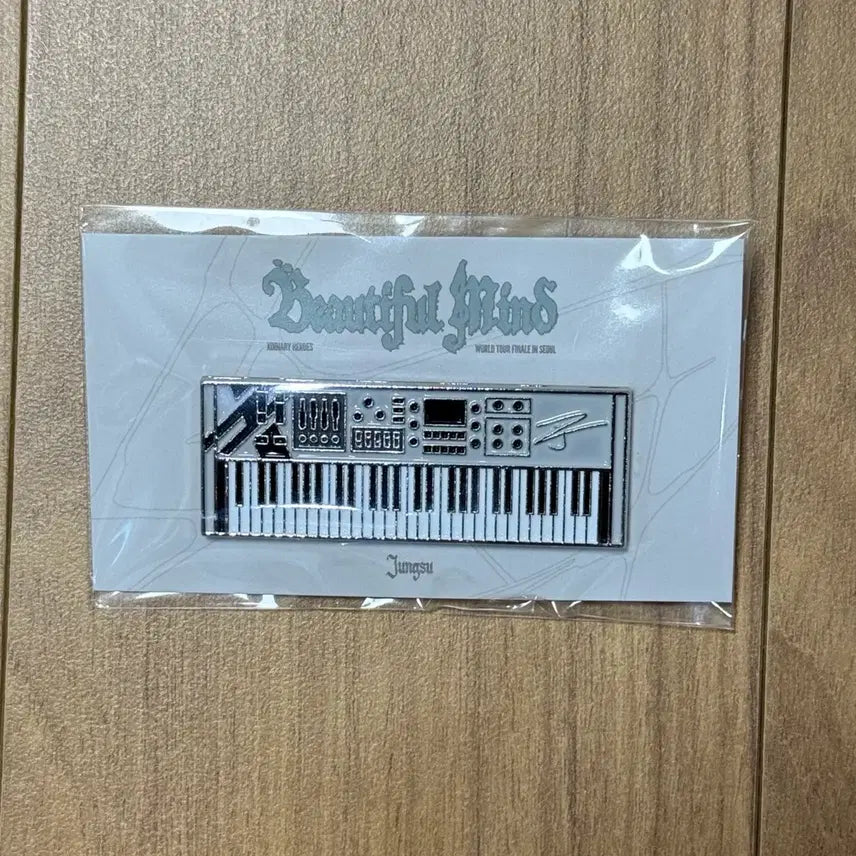 Beautiful Mind
XDINARY HEROES
WORLD TOUR FINALE IN SEOUL
Jungsu